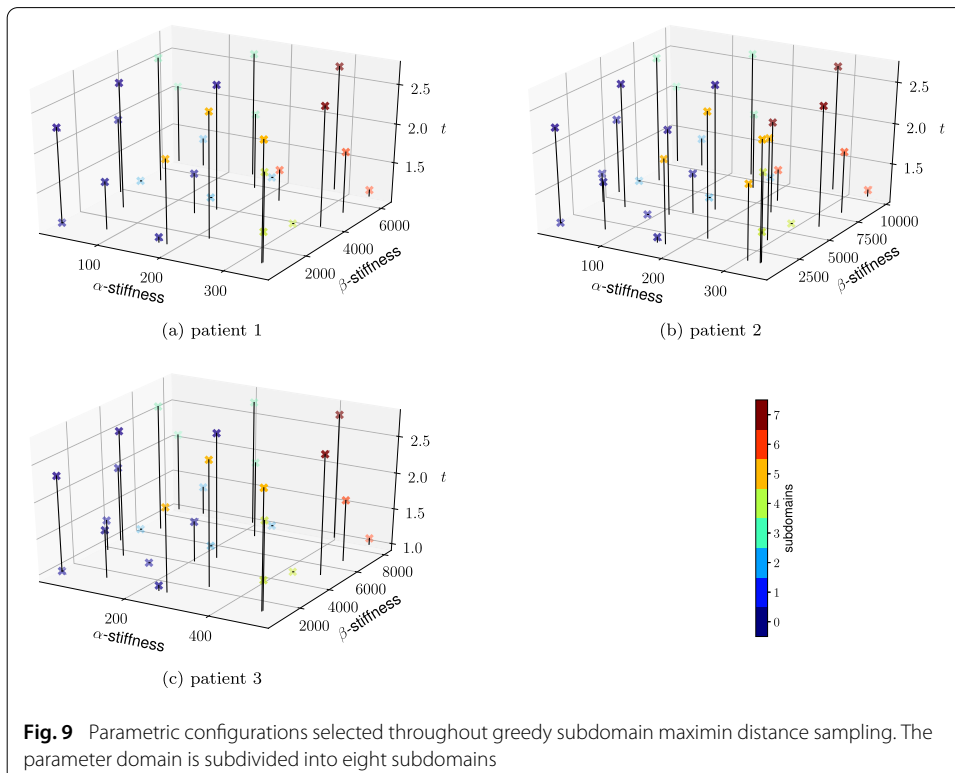 2.5
2.0 t
1.5
6000
4000
2000
β-stiffness
100 200 300
α-stiffness
(a) patient 1
2.5
2.0 t
1.5
10000
7500
5000
2500
β-stiffness
100 200 300
α-stiffness
(b) patient 2
2.5
2.0 t
1.5
1.0
8000
6000
4000
2000
β-stiffness
200 400
α-stiffness
(c) patient 3
7
6
5
4
3
2
1
0
subdomains
Fig. 9 Parametric configurations selected throughout greedy subdomain maximin distance sampling. The
parameter domain is subdivided into eight subdomains